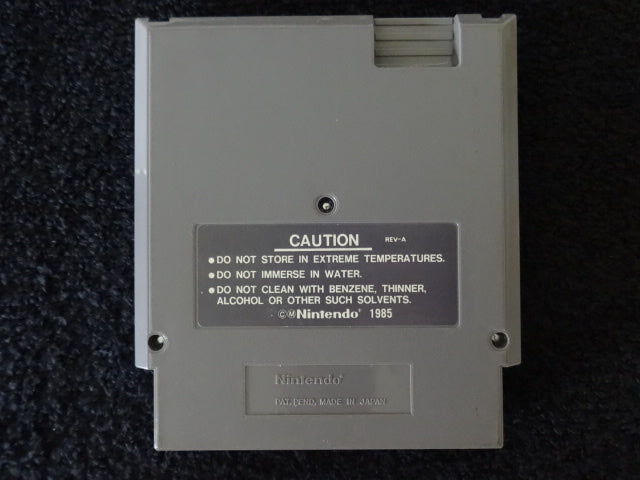 CAUTION REV-A
●DO NOT STORE IN EXTREME TEMPERATURES.
●DO NOT IMMERSE IN WATER.
●DO NOT CLEAN WITH BENZENE, THINNER,
ALCOHOL OR OTHER SUCH SOLVENTS.
©ⓂNintendo® 1985
Nintendo®
PAT. PEND. MADE IN JAPAN